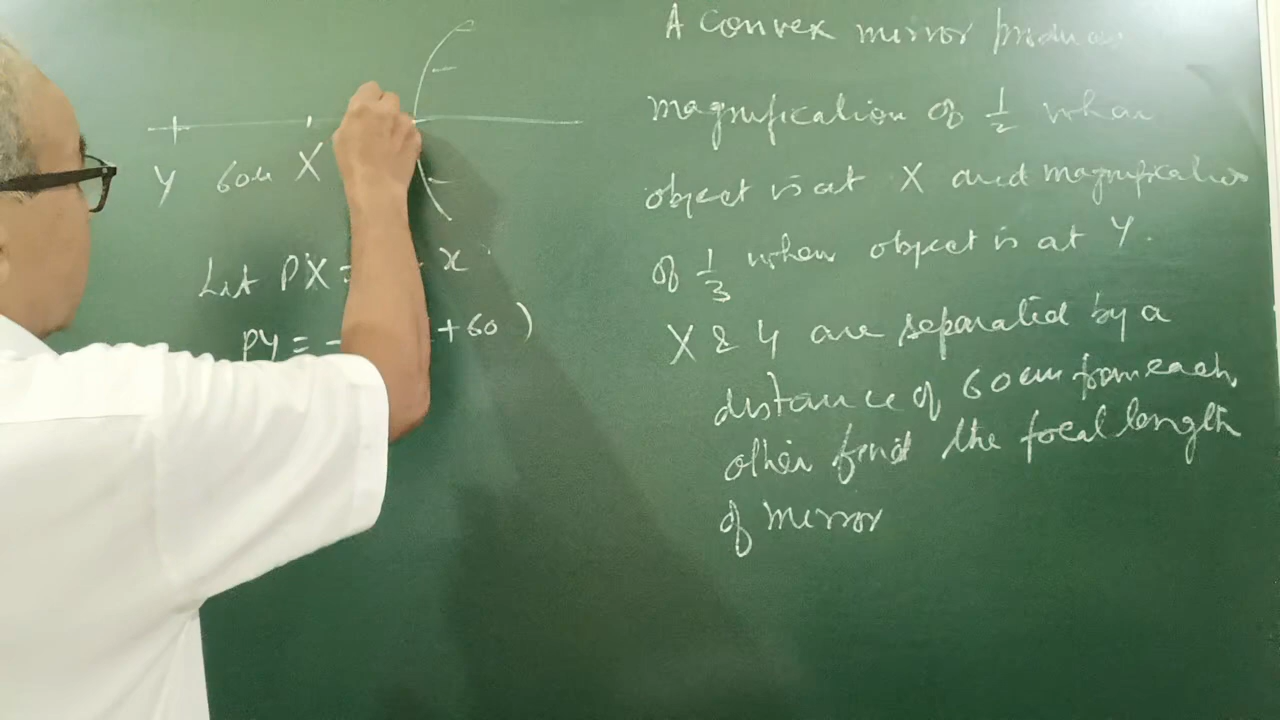 Y 60cm X
Let PX = - x
PY = - +60 )
A convex mirror produces
magnification of 1/2 when
object is at X and magnification
of 1/3 when object is at Y.
X & Y are separated by a
distance of 60cm from each
other find the focal length
of mirror